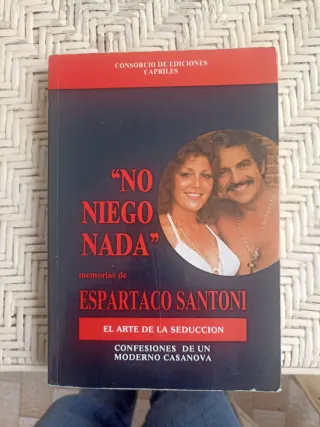 CONSORCIO DE EDICIONES
CAPRILES
"NO
NIEGO
NADA"
memorias de
ESPARTACO SANTONI
EL ARTE DE LA SEDUCCION
CONFESIONES DE UN
MODERNO CASANOVA